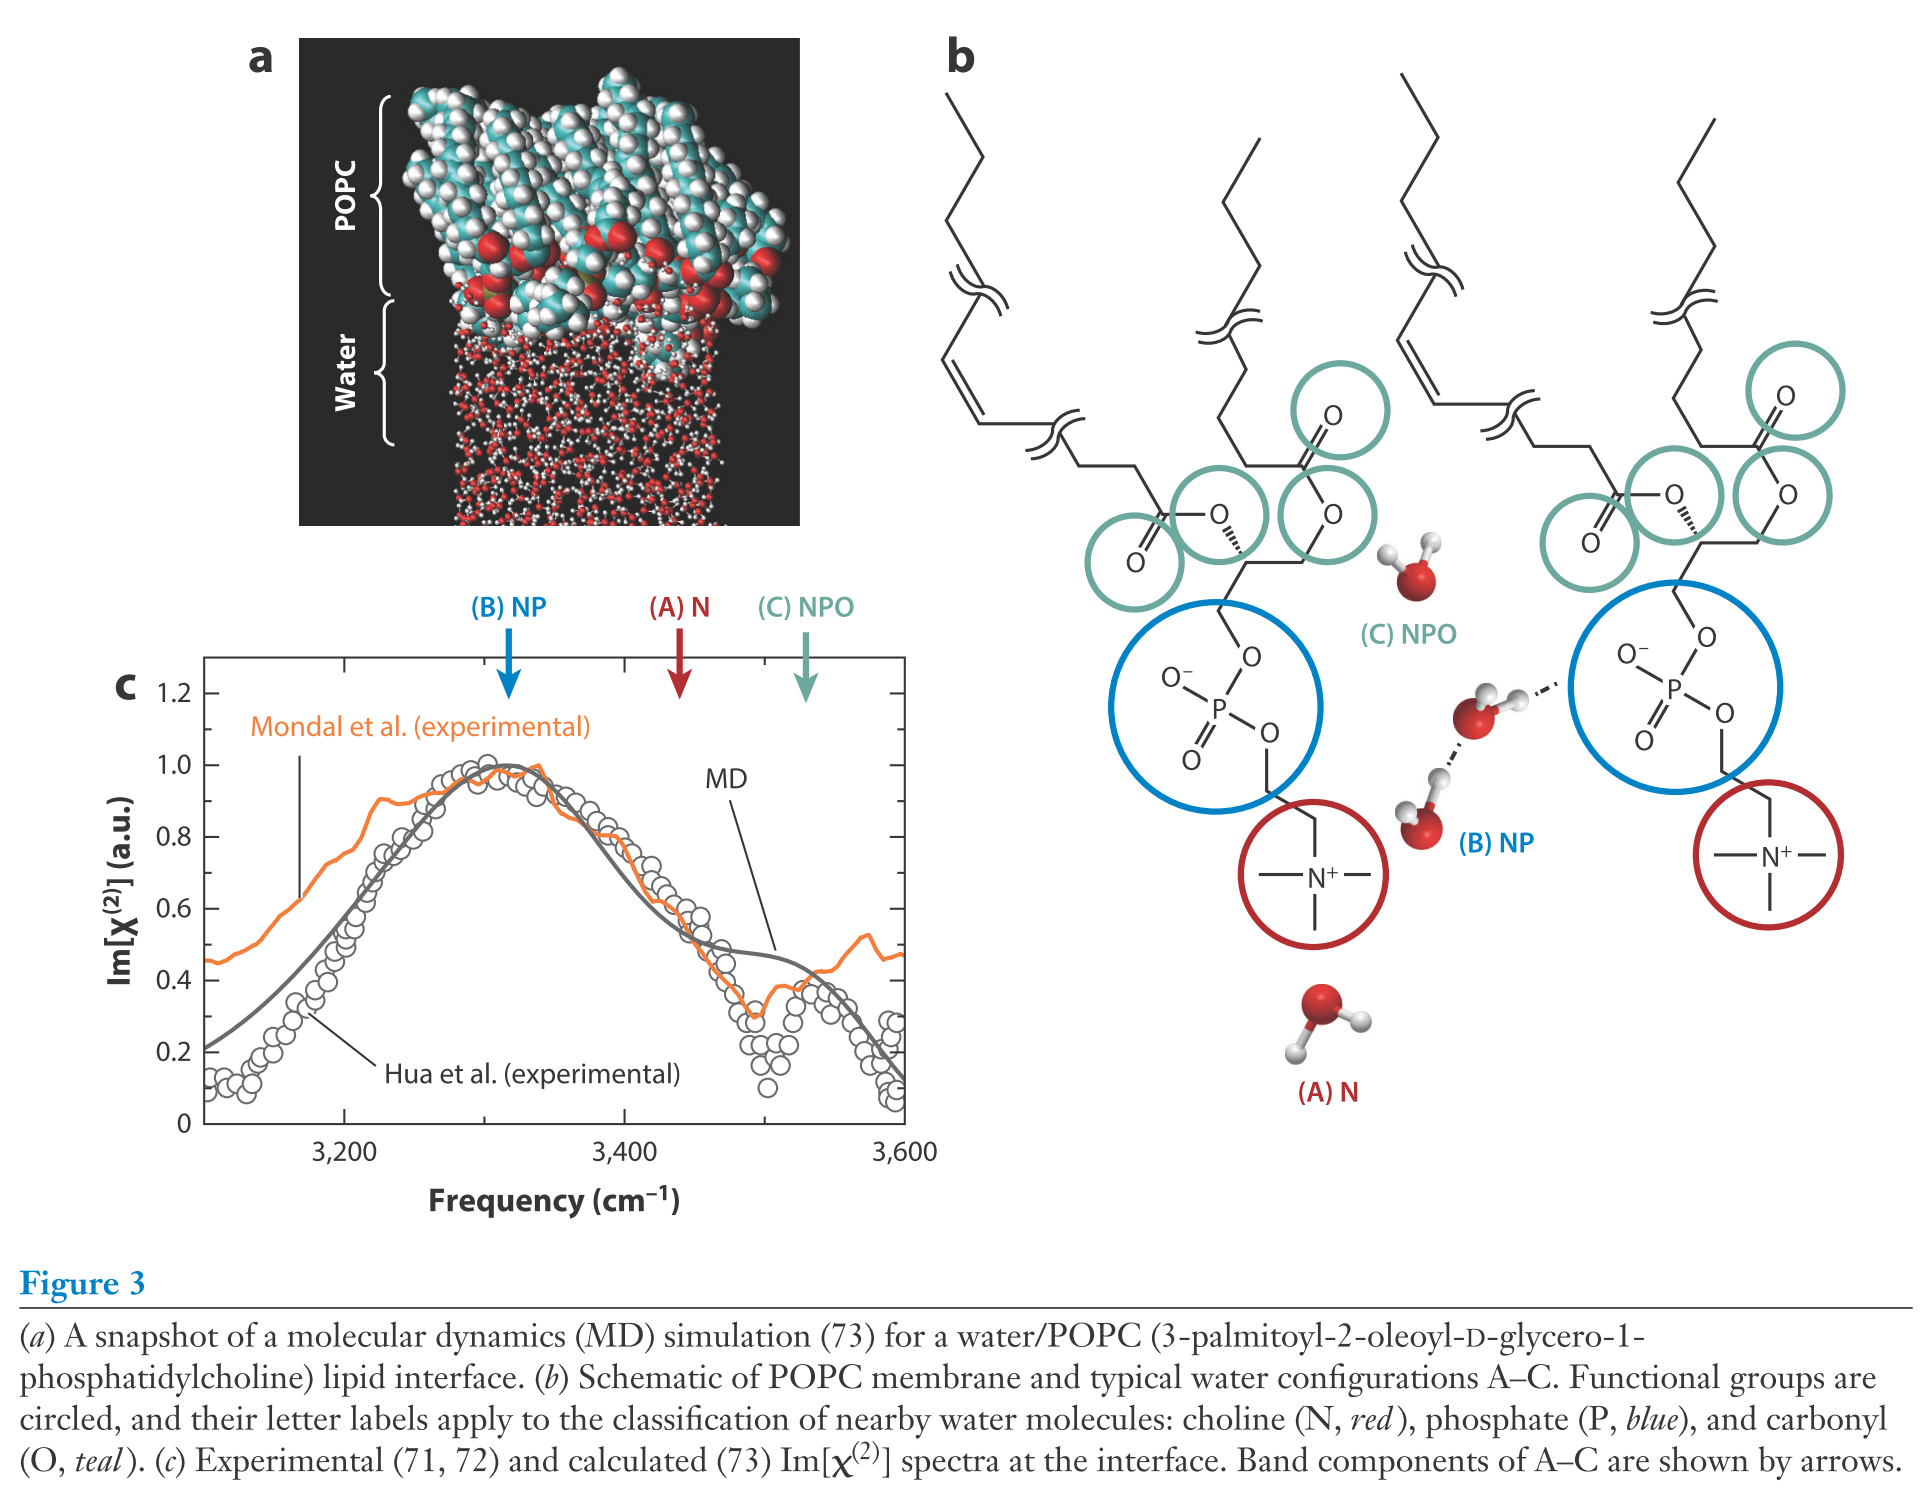 a
POPC
Water
b
O
O
O
O
O
O⁻
P
O
O
N⁺
(A) N
(C) NPO
(B) NP
O
O
O
O
O
O⁻
P
O
O
N⁺
(B) NP
(A) N
(C) NPO
c
1.2
1.0
0.8
0.6
0.4
0.2
0
Im[χ⁽²⁾] (a.u.)
Mondal et al. (experimental)
MD
Hua et al. (experimental)
3,200
3,400
3,600
Frequency (cm⁻¹)
Figure 3
(a) A snapshot of a molecular dynamics (MD) simulation (73) for a water/POPC (3-palmitoyl-2-oleoyl-D-glycero-1-
phosphatidylcholine) lipid interface. (b) Schematic of POPC membrane and typical water configurations A–C. Functional groups are
circled, and their letter labels apply to the classification of nearby water molecules: choline (N, red), phosphate (P, blue), and carbonyl
(O, teal). (c) Experimental (71, 72) and calculated (73) Im[χ⁽²⁾] spectra at the interface. Band components of A–C are shown by arrows.